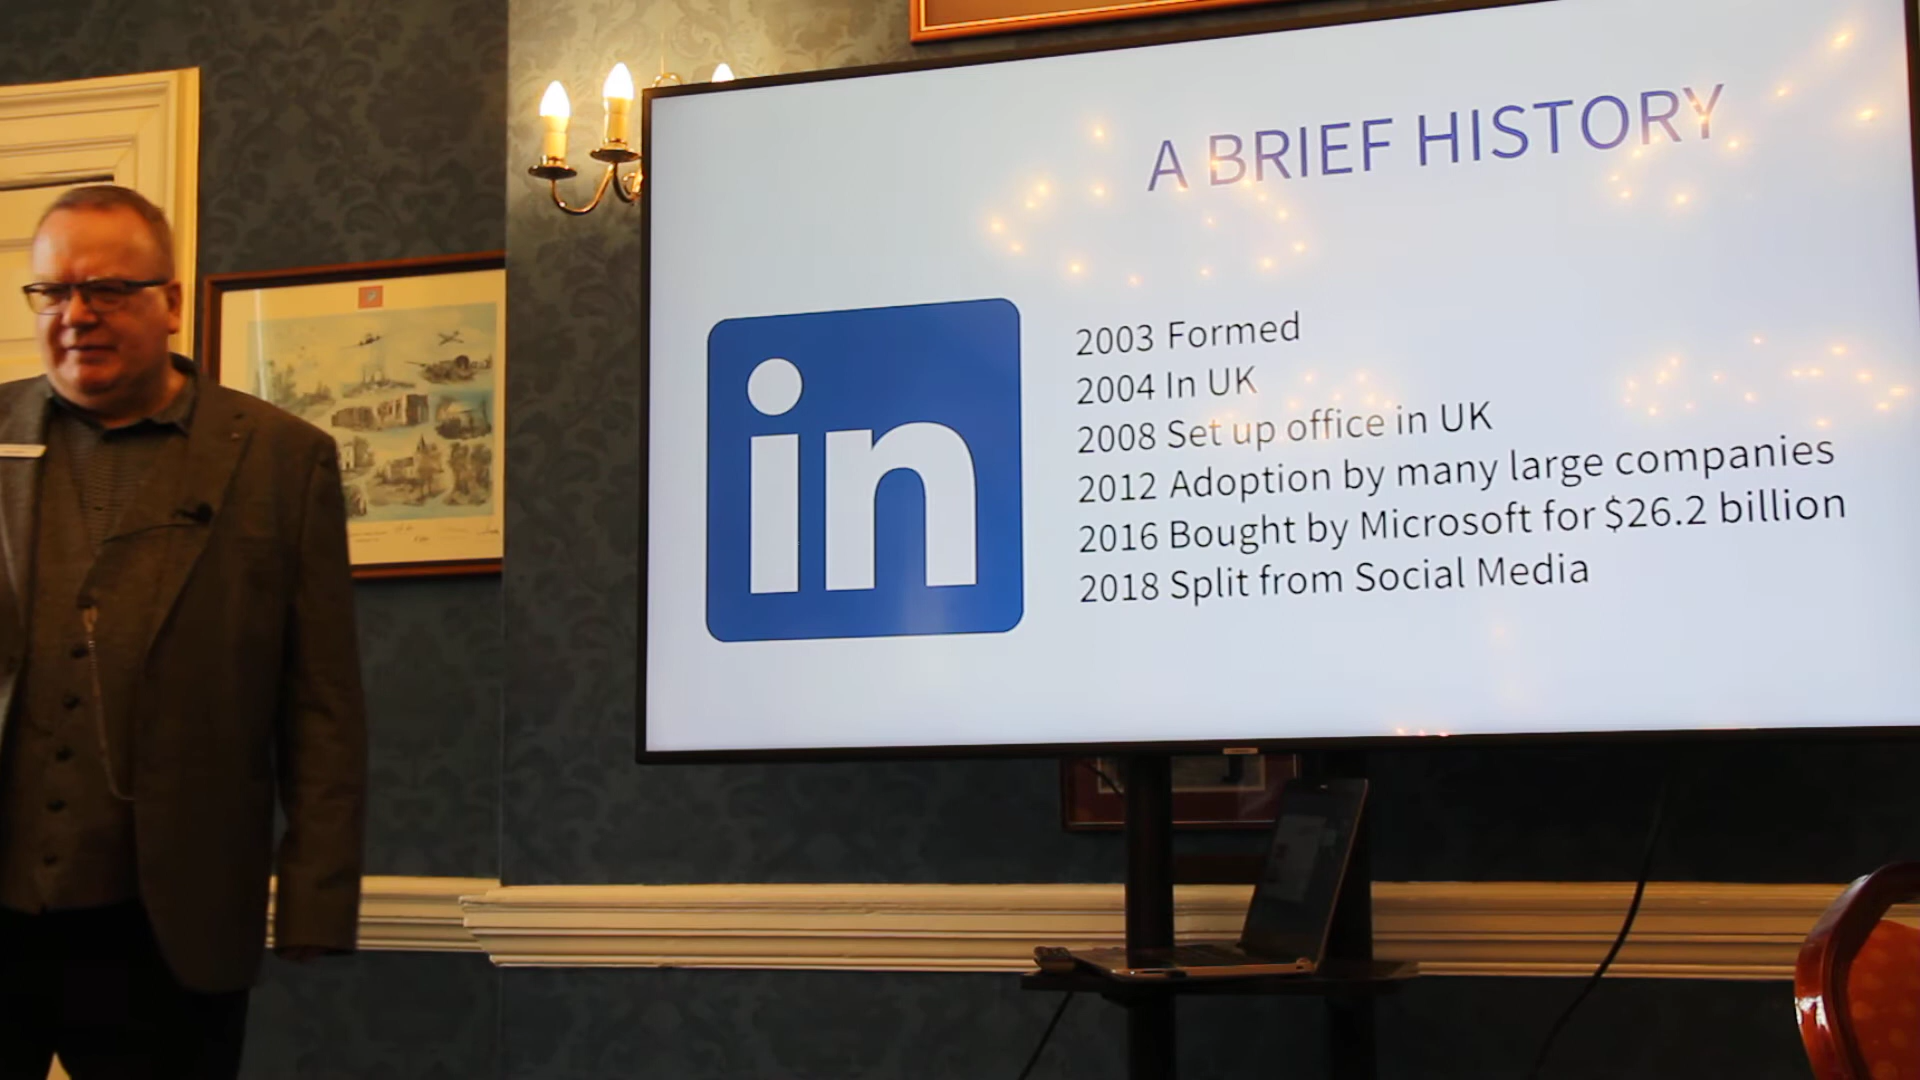 A BRIEF HISTORY
in
2003 Formed
2004 In UK
2008 Set up office in UK
2012 Adoption by many large companies
2016 Bought by Microsoft for $26.2 billion
2018 Split from Social Media